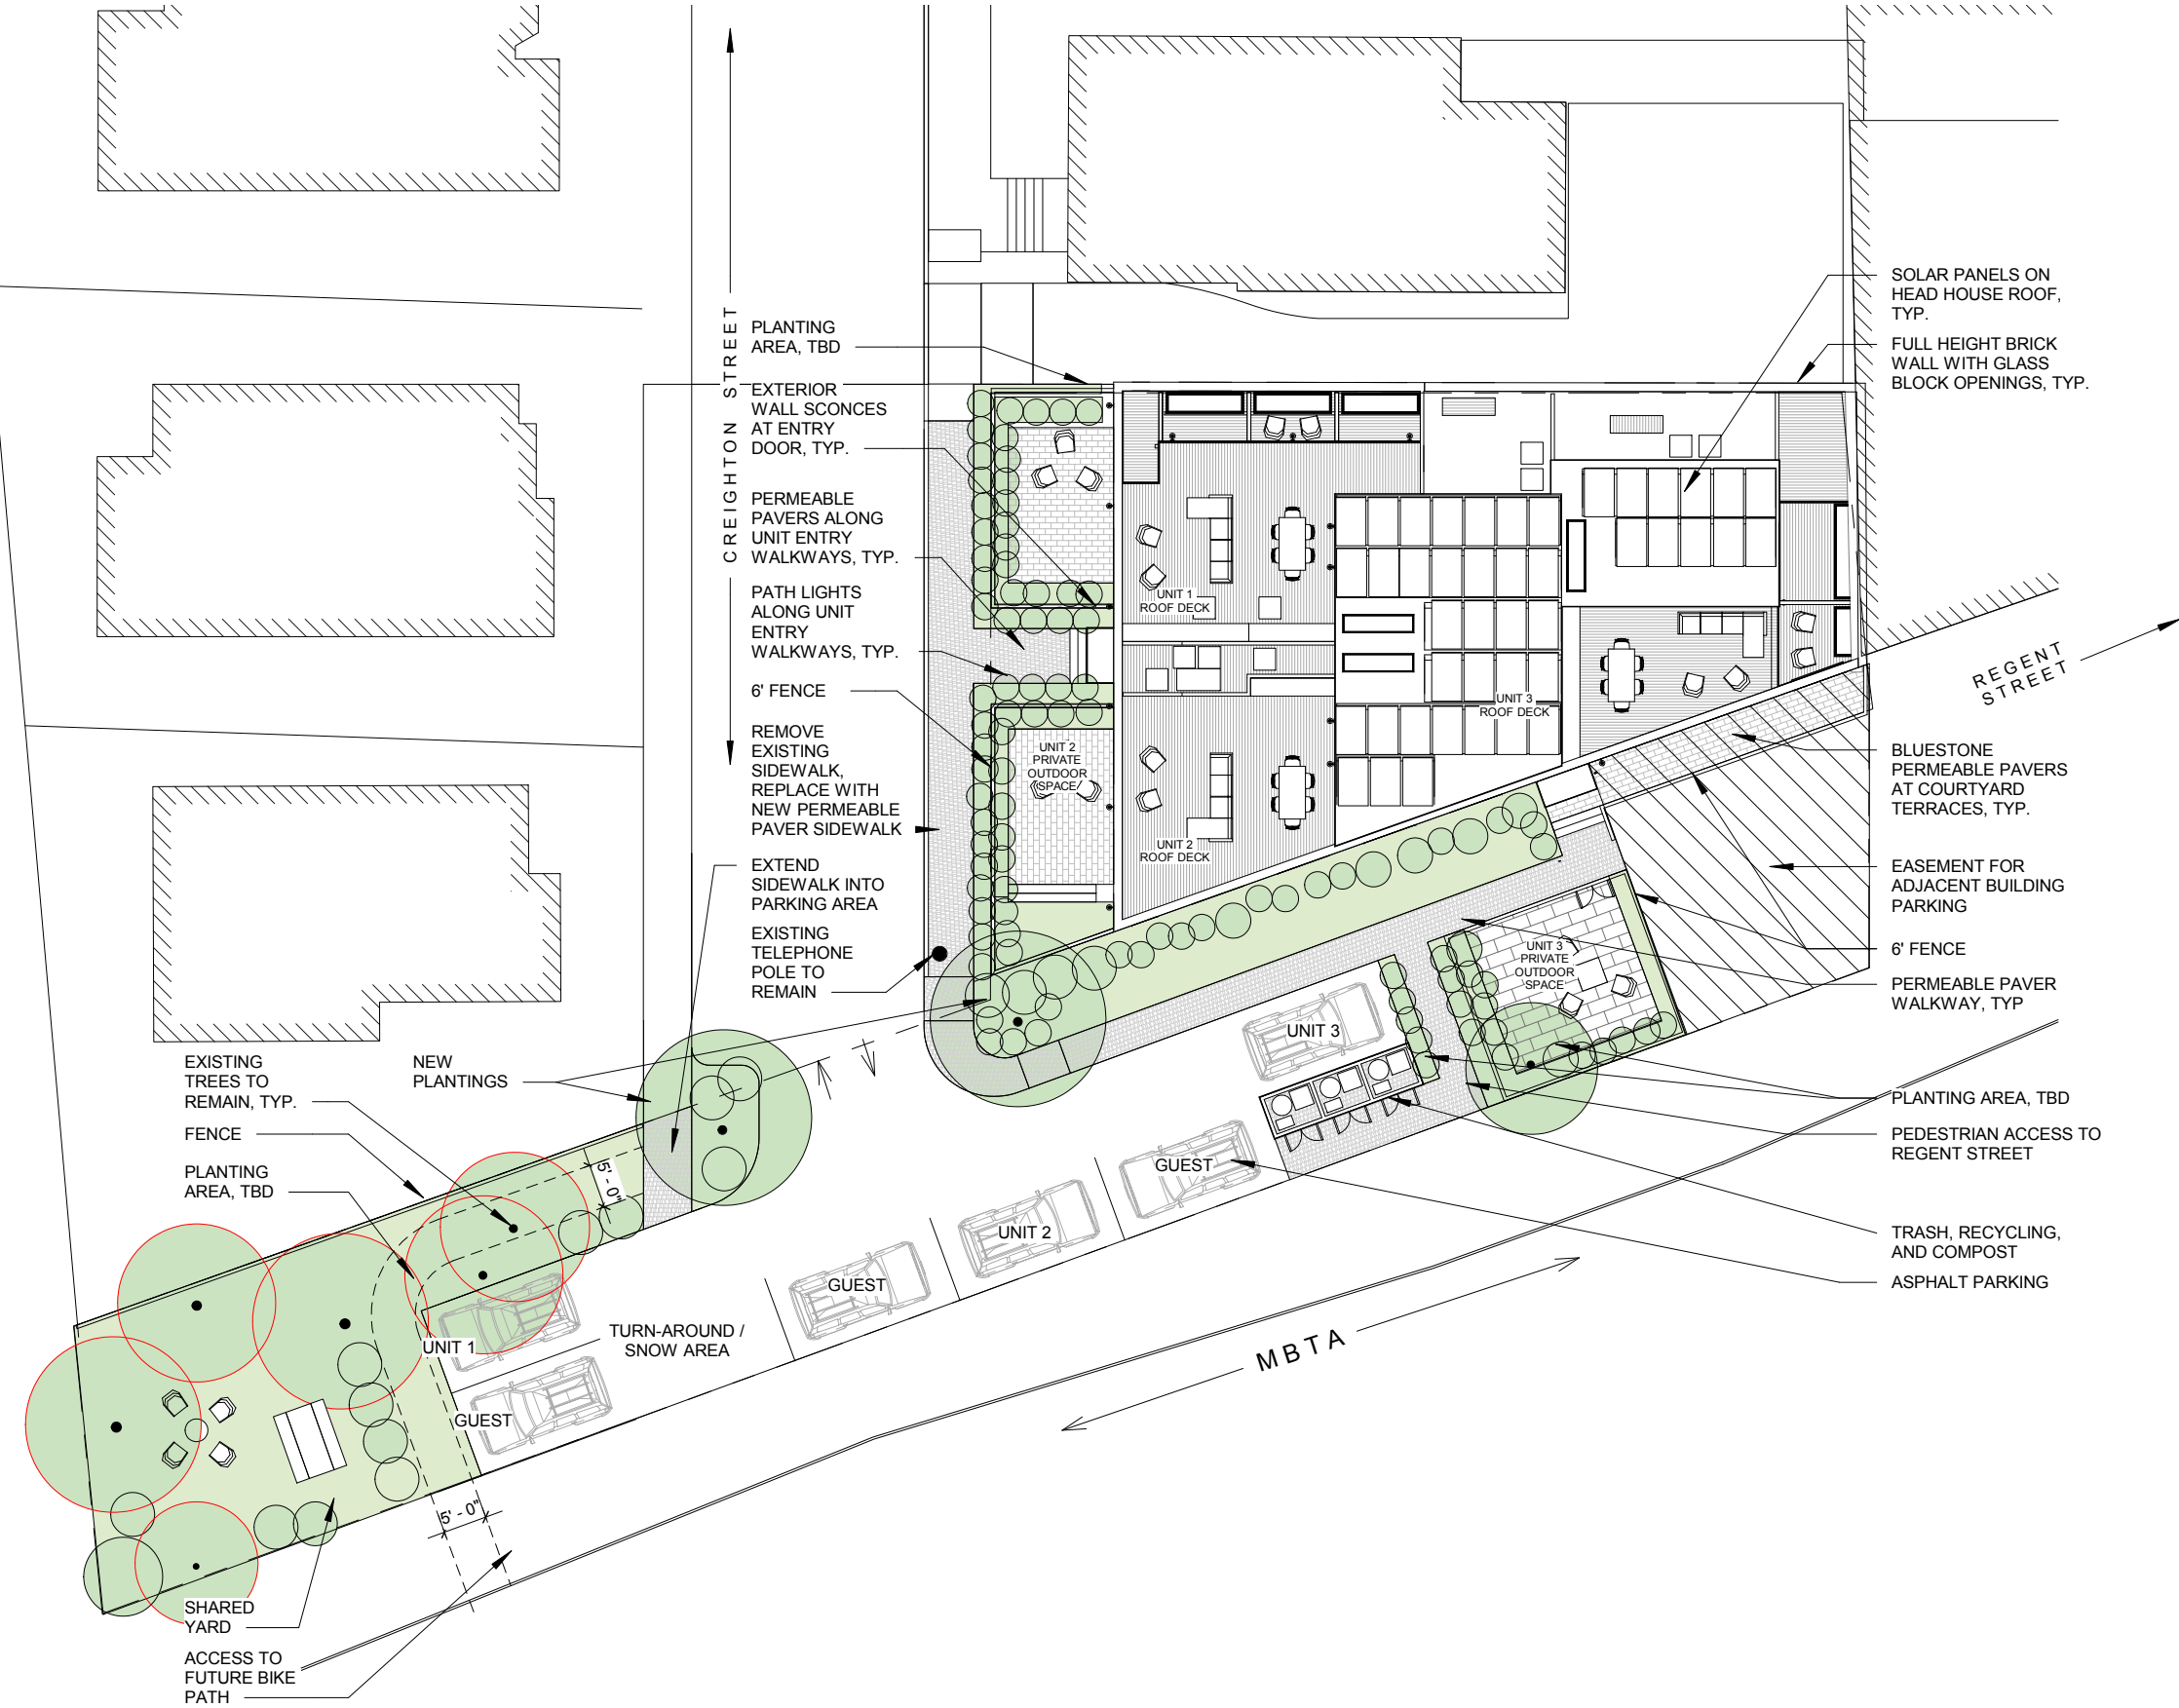 CREIGHTON STREET
PLANTING
AREA, TBD
EXTERIOR
WALL SCONCES
AT ENTRY
DOOR, TYP.
PERMEABLE
PAVERS ALONG
UNIT ENTRY
WALKWAYS, TYP.
PATH LIGHTS
ALONG UNIT
ENTRY
WALKWAYS, TYP.
6' FENCE
REMOVE
EXISTING
SIDEWALK,
REPLACE WITH
NEW PERMEABLE
PAVER SIDEWALK
EXTEND
SIDEWALK INTO
PARKING AREA
EXISTING
TELEPHONE
POLE TO
REMAIN
SOLAR PANELS ON
HEAD HOUSE ROOF,
TYP.
FULL HEIGHT BRICK
WALL WITH GLASS
BLOCK OPENINGS, TYP.
REGENT
STREET
BLUESTONE
PERMEABLE PAVERS
AT COURTYARD
TERRACES, TYP.
EASEMENT FOR
ADJACENT BUILDING
PARKING
6' FENCE
PERMEABLE PAVER
WALKWAY, TYP
PLANTING AREA, TBD
PEDESTRIAN ACCESS TO
REGENT STREET
TRASH, RECYCLING,
AND COMPOST
ASPHALT PARKING
UNIT 1
ROOF DECK
UNIT 3
ROOF DECK
UNIT 2
PRIVATE
OUTDOOR
SPACE
UNIT 2
ROOF DECK
UNIT 3
PRIVATE
OUTDOOR
SPACE
UNIT 3
GUEST
UNIT 2
GUEST
TURN-AROUND /
SNOW AREA
UNIT 1
GUEST
MBTA
EXISTING
TREES TO
REMAIN, TYP.
NEW
PLANTINGS
FENCE
PLANTING
AREA, TBD
5' - 0"
5' - 0"
SHARED
YARD
ACCESS TO
FUTURE BIKE
PATH